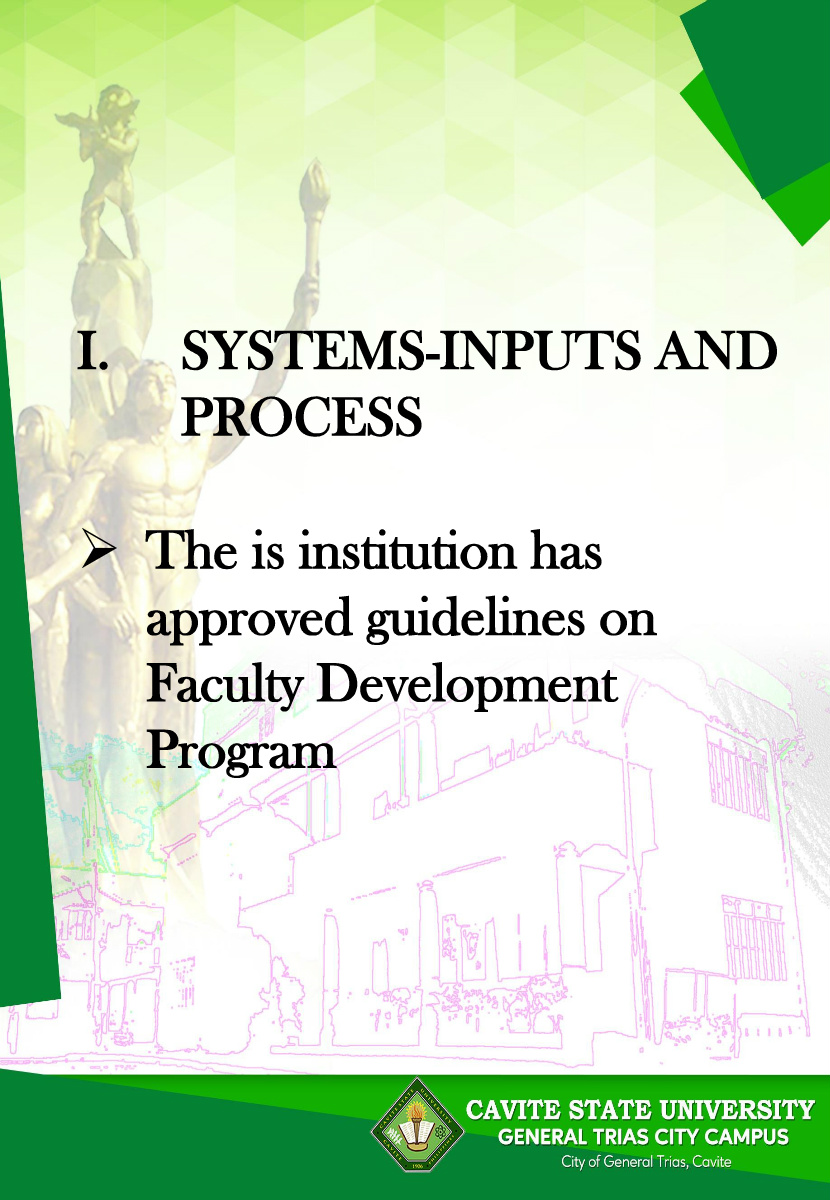 I. SYSTEMS-INPUTS AND
PROCESS
➢ The is institution has
approved guidelines on
Faculty Development
Program
CAVITE STATE UNIVERSITY
GENERAL TRIAS CITY CAMPUS
City of General Trias, Cavite
1906